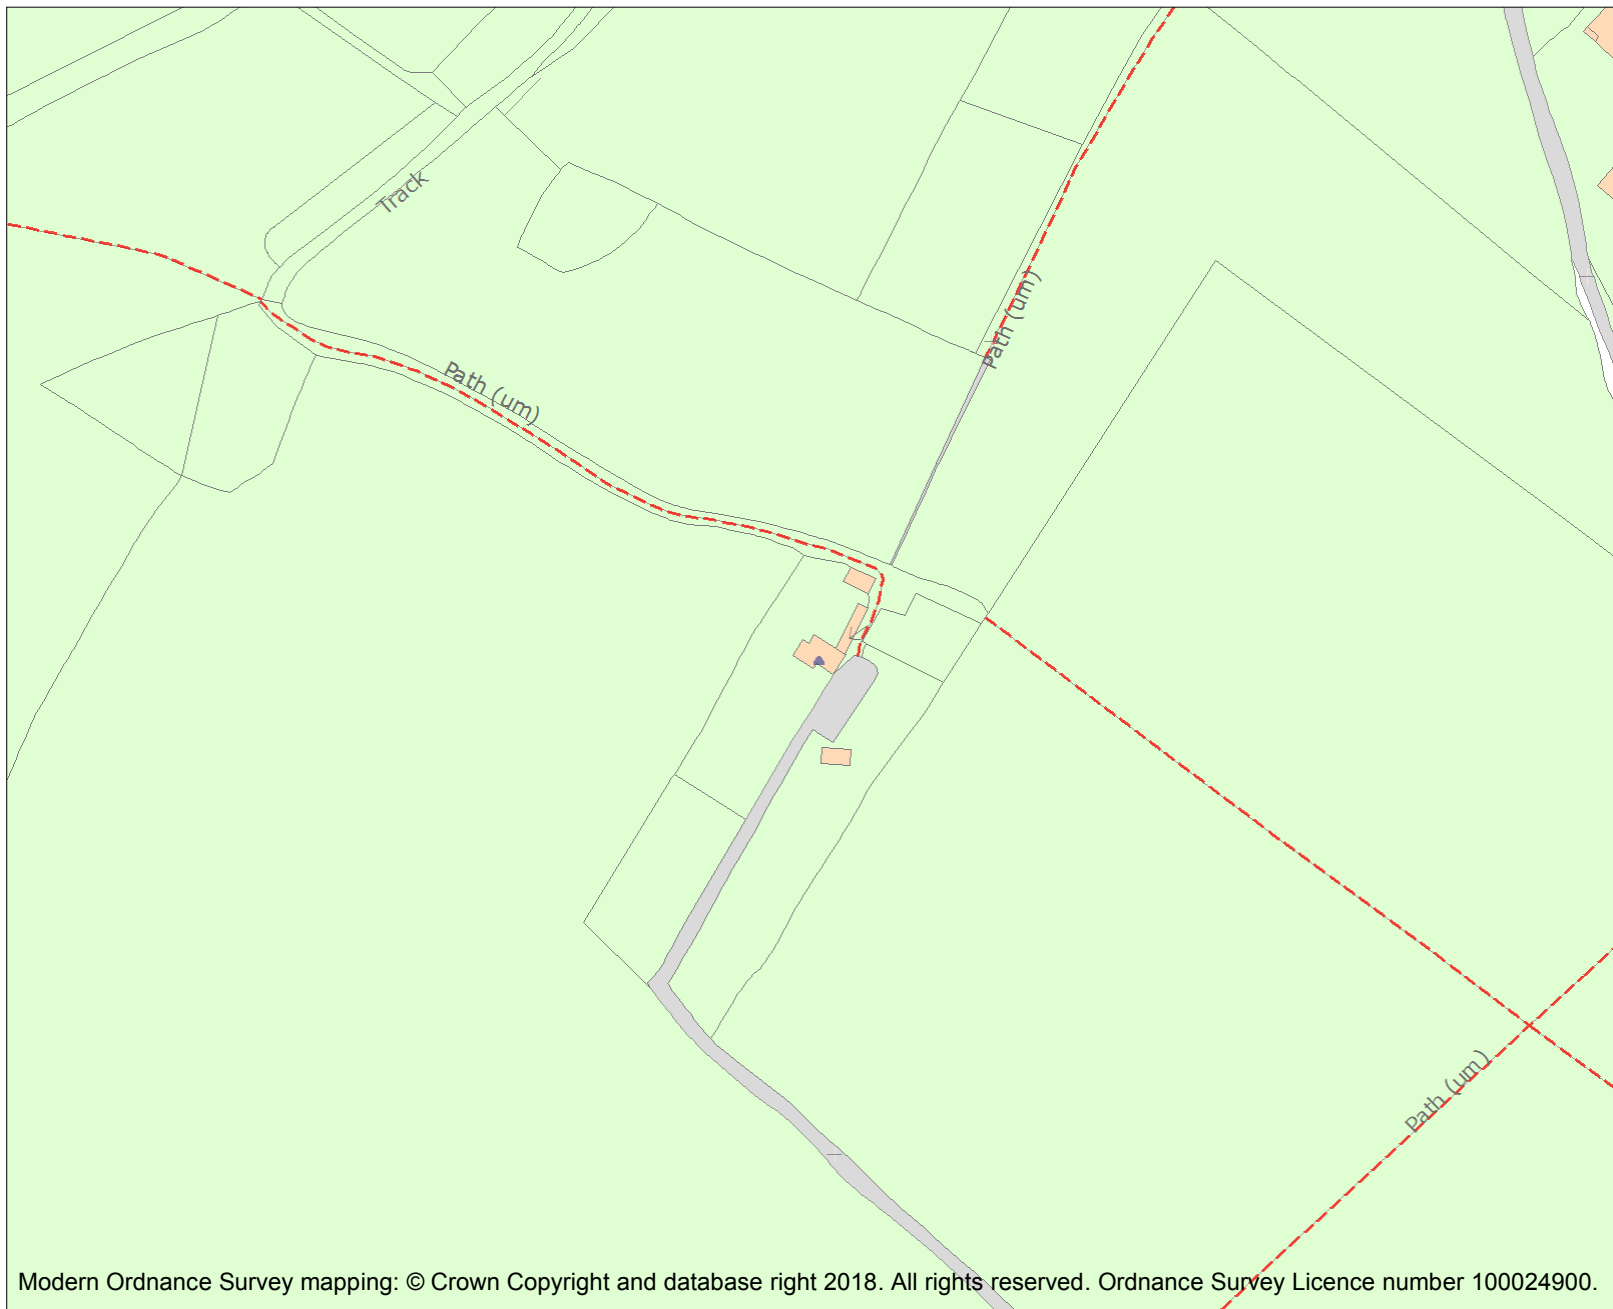 Track
Path (um)
Path (um)
Path (um)
Modern Ordnance Survey mapping: © Crown Copyright and database right 2018. All rights reserved. Ordnance Survey Licence number 100024900.